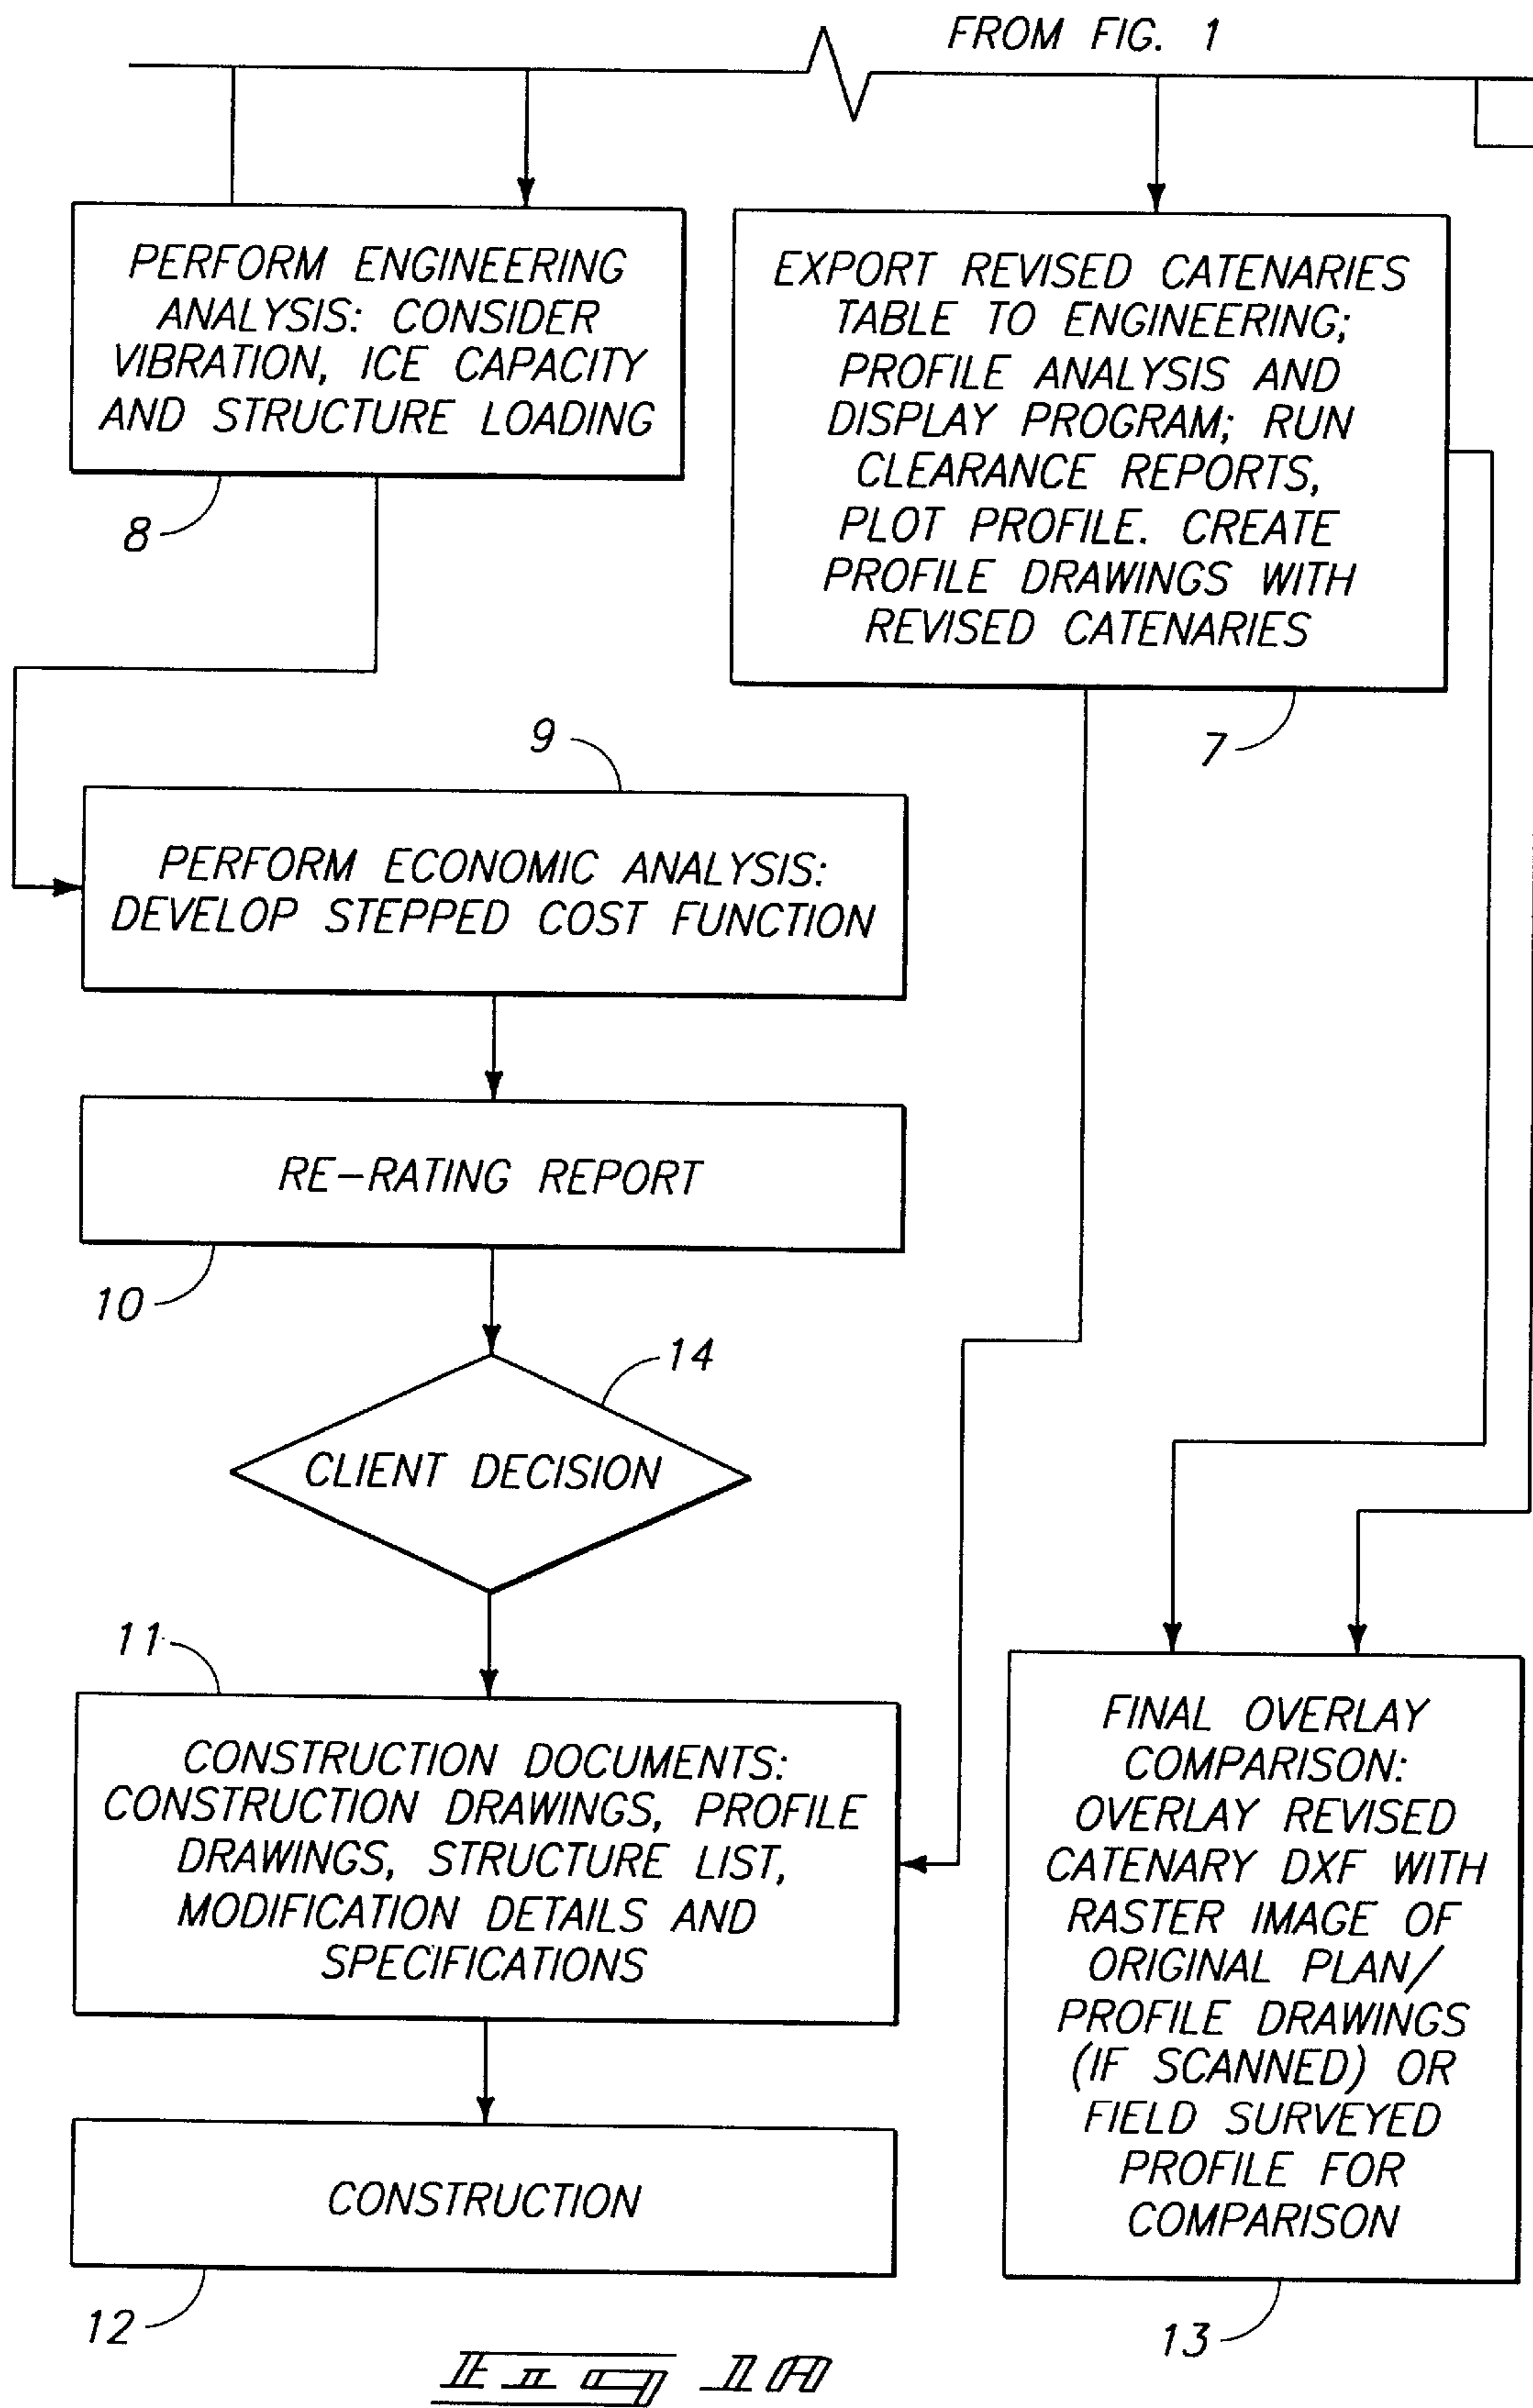 FROM FIG. 1
PERFORM ENGINEERING
ANALYSIS: CONSIDER
VIBRATION, ICE CAPACITY
AND STRUCTURE LOADING
8
EXPORT REVISED CATENARIES
TABLE TO ENGINEERING;
PROFILE ANALYSIS AND
DISPLAY PROGRAM; RUN
CLEARANCE REPORTS,
PLOT PROFILE. CREATE
PROFILE DRAWINGS WITH
REVISED CATENARIES
7
9
PERFORM ECONOMIC ANALYSIS:
DEVELOP STEPPED COST FUNCTION
RE-RATING REPORT
10
14
CLIENT DECISION
11
CONSTRUCTION DOCUMENTS:
CONSTRUCTION DRAWINGS, PROFILE
DRAWINGS, STRUCTURE LIST,
MODIFICATION DETAILS AND
SPECIFICATIONS
CONSTRUCTION
12
FINAL OVERLAY
COMPARISON:
OVERLAY REVISED
CATENARY DXF WITH
RASTER IMAGE OF
ORIGINAL PLAN/
PROFILE DRAWINGS
(IF SCANNED) OR
FIELD SURVEYED
PROFILE FOR
COMPARISON
13
Fig 1A